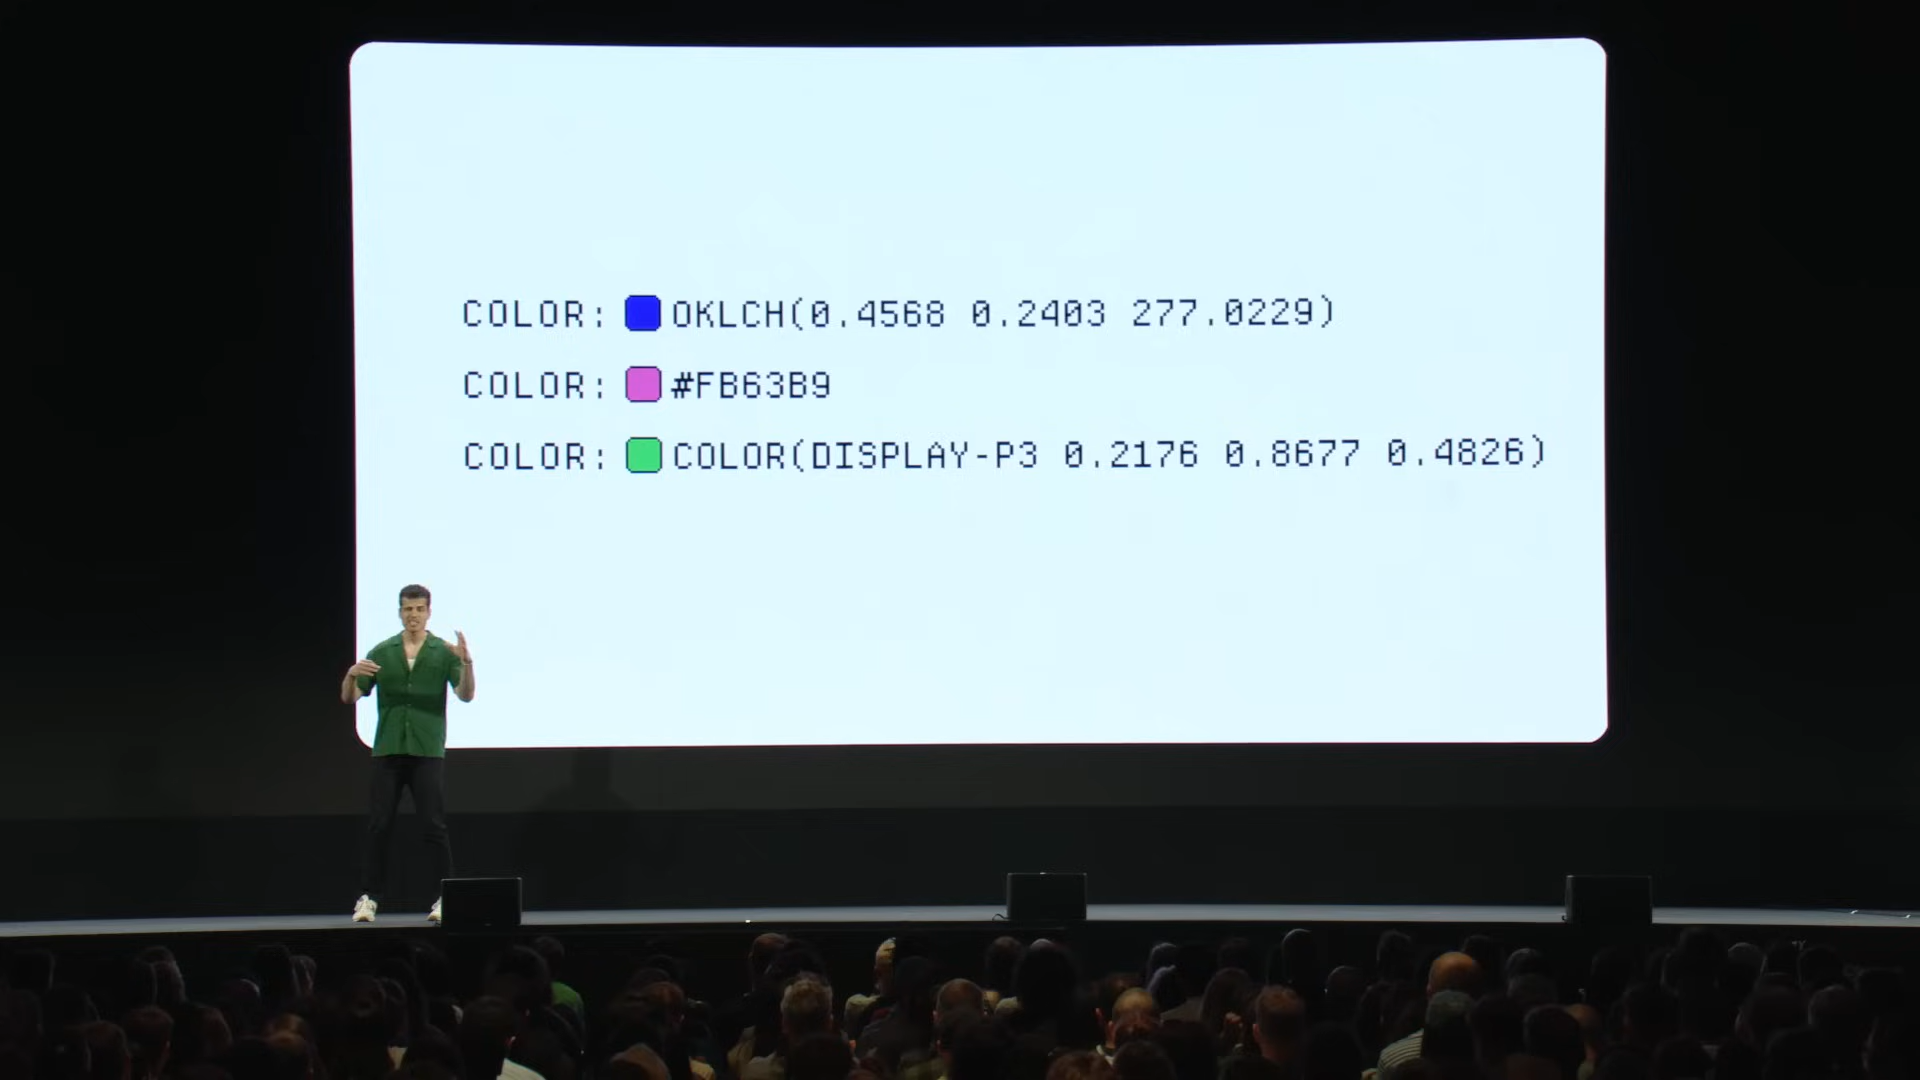 COLOR: OKLCH(0.4568 0.2403 277.0229)
COLOR: #FB63B9
COLOR: COLOR(DISPLAY-P3 0.2176 0.8677 0.4826)